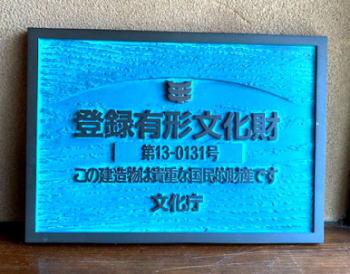 登録有形文化財
第13-0131号
この建造物は貴重な国民的財産です
文化庁